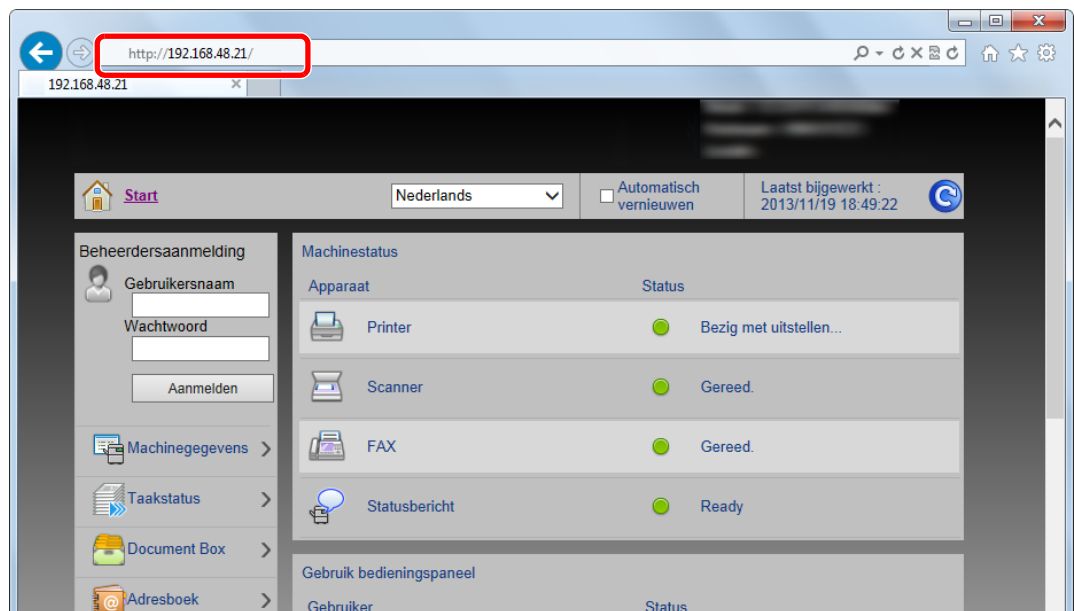 http://192.168.48.21/
192.168.48.21
Start
Nederlands
Automatisch
vernieuwen
Laatst bijgewerkt :
2013/11/19 18:49:22
Beheerdersaanmelding
Gebruikersnaam
Wachtwoord
Aanmelden
Machinegegevens
Taakstatus
Document Box
Adresboek
Machinestatus
Apparaat Status
Printer Bezig met uitstellen...
Scanner Gereed.
FAX Gereed.
Statusbericht Ready
Gebruik bedieningspaneel
Gebruiker Status